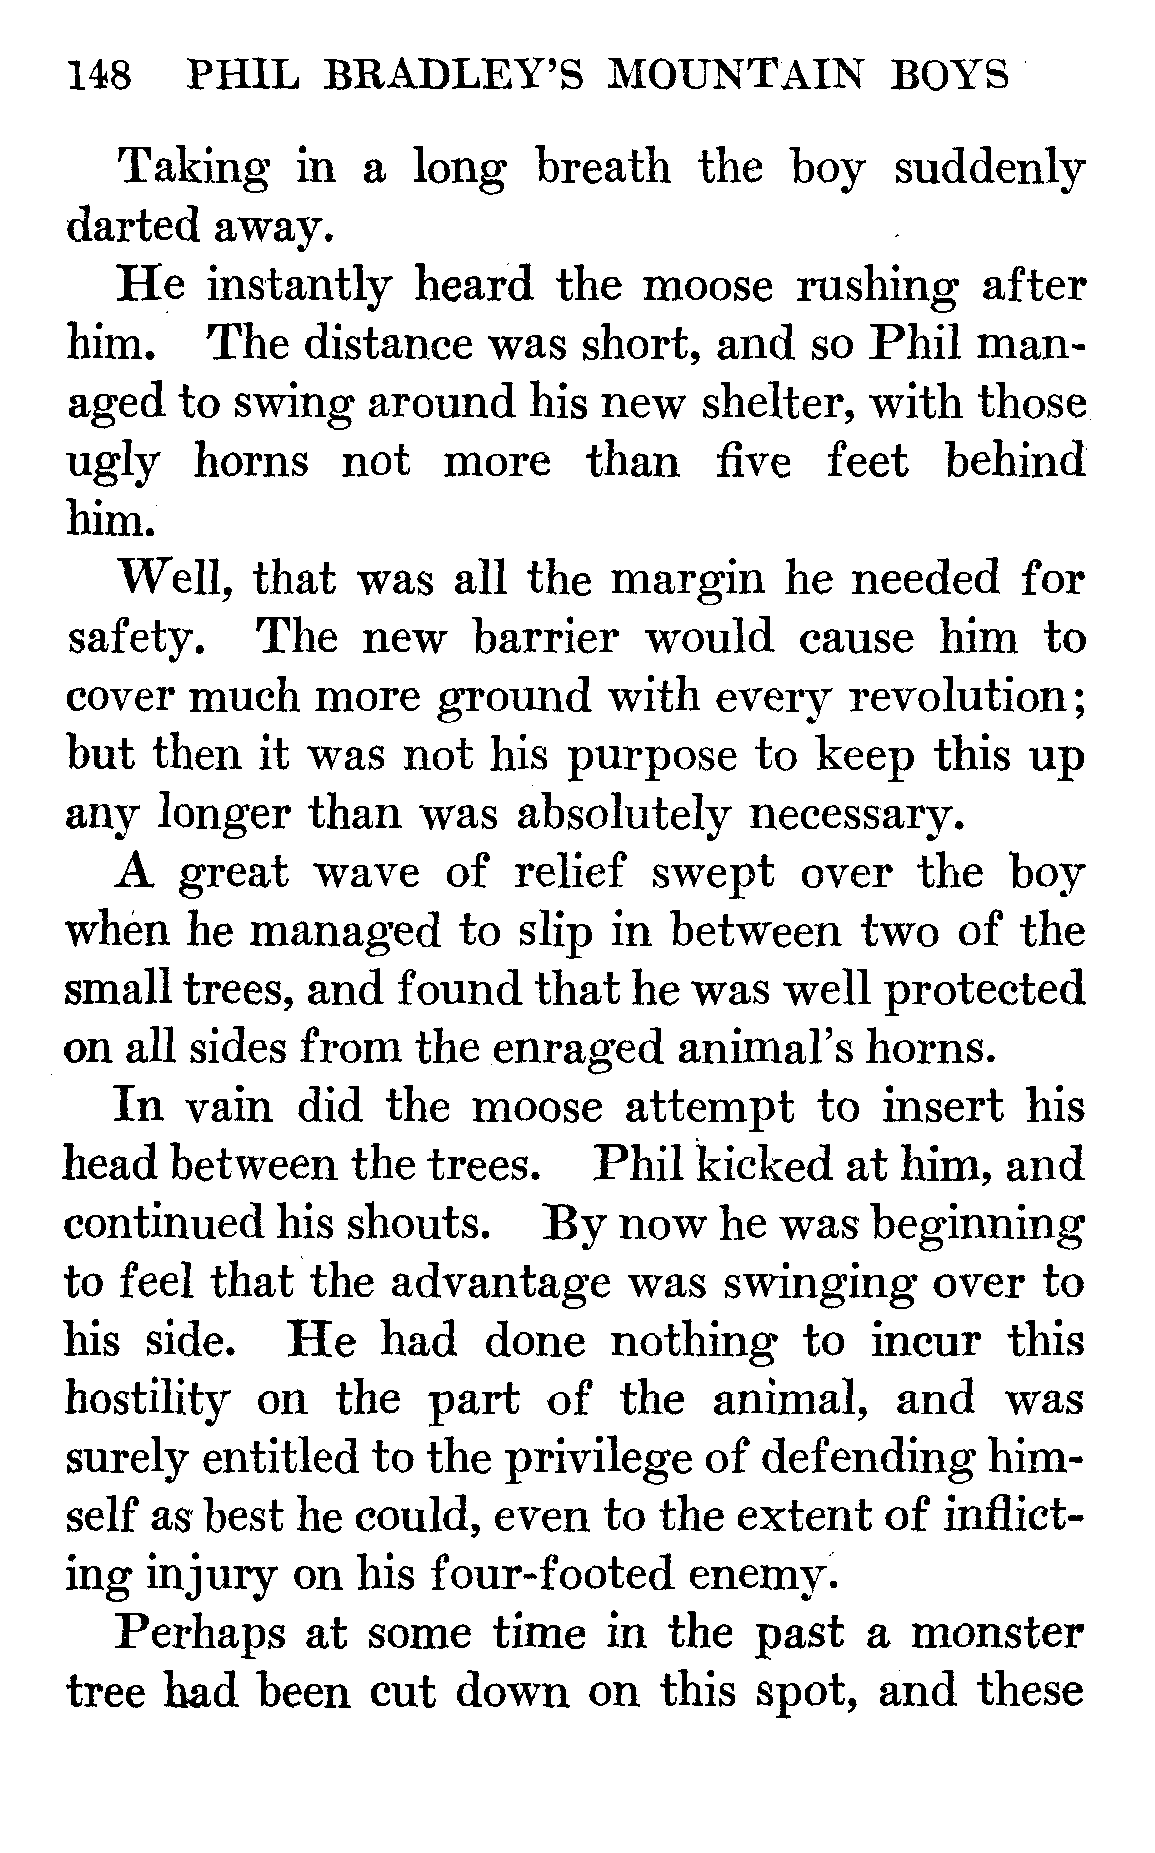 148 PHIL BRADLEY'S MOUNTAIN BOYS
Taking in a long breath the boy suddenly
darted away.
He instantly heard the moose rushing after
him. The distance was short, and so Phil man-
aged to swing around his new shelter, with those
ugly horns not more than five feet behind
him.
Well, that was all the margin he needed for
safety. The new barrier would cause him to
cover much more ground with every revolution;
but then it was not his purpose to keep this up
any longer than was absolutely necessary.
A great wave of relief swept over the boy
when he managed to slip in between two of the
small trees, and found that he was well protected
on all sides from the enraged animal's horns.
In vain did the moose attempt to insert his
head between the trees. Phil kicked at him, and
continued his shouts. By now he was beginning
to feel that the advantage was swinging over to
his side. He had done nothing to incur this
hostility on the part of the animal, and was
surely entitled to the privilege of defending him-
self as best he could, even to the extent of inflict-
ing injury on his four-footed enemy.
Perhaps at some time in the past a monster
tree had been cut down on this spot, and these